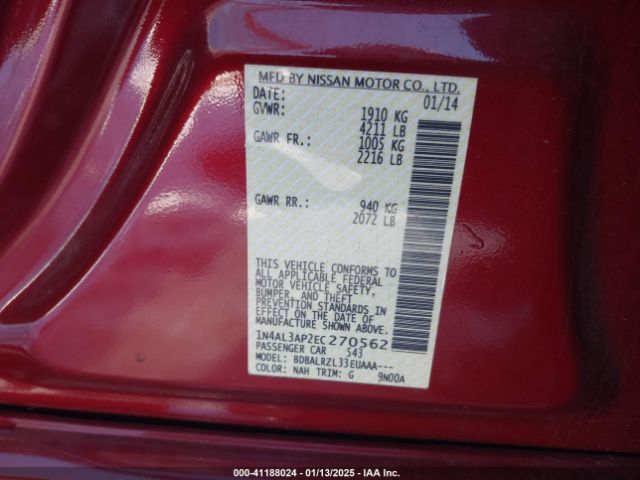 MFD BY NISSAN MOTOR CO., LTD.
DATE: 01/14
GVWR: 1910 KG
4211 LB
GAWR FR.: 1005 KG
2216 LB
GAWR RR.: 940 KG
2072 LB
THIS VEHICLE CONFORMS TO
ALL APPLICABLE FEDERAL
MOTOR VEHICLE SAFETY,
BUMPER, AND THEFT
PREVENTION STANDARDS IN
EFFECT ON THE DATE OF
MANUFACTURE SHOWN ABOVE.
1N4AL3AP2EC270562
PASSENGER CAR 543
MODEL: BDBALRZL33EUAAA---
COLOR: NAH TRIM: G 9N00A
00-41188024 — 01/13/2025 — IAA Inc.